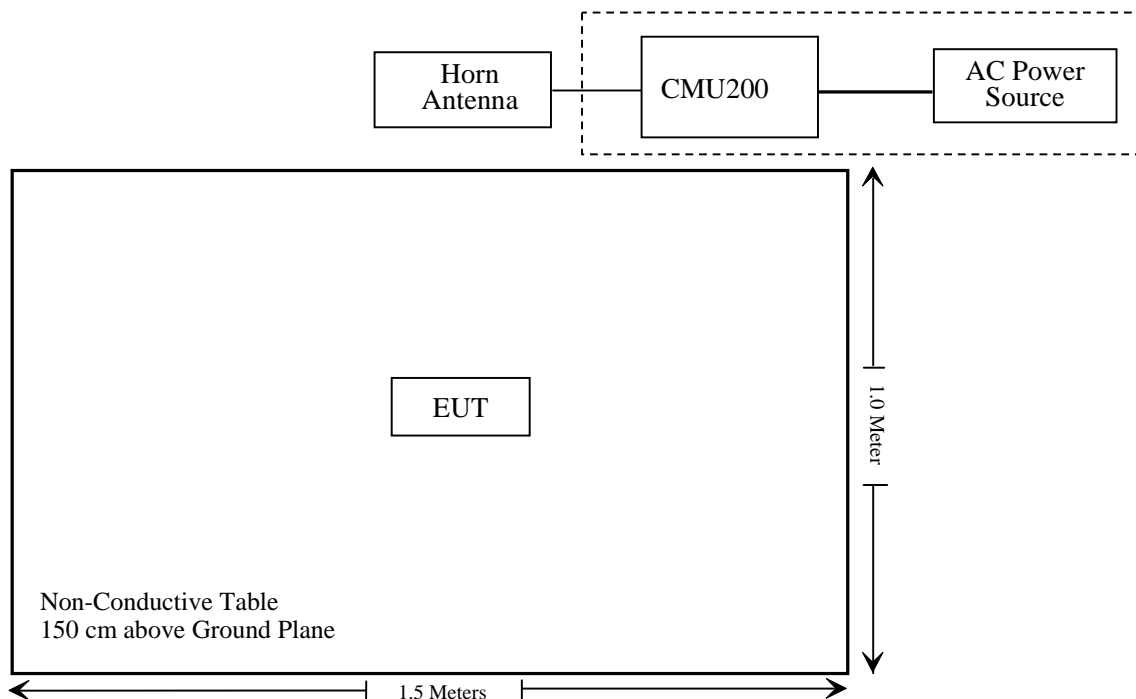 Horn
Antenna
CMU200
AC Power
Source
EUT
1.0 Meter
Non-Conductive Table
150 cm above Ground Plane
1.5 Meters